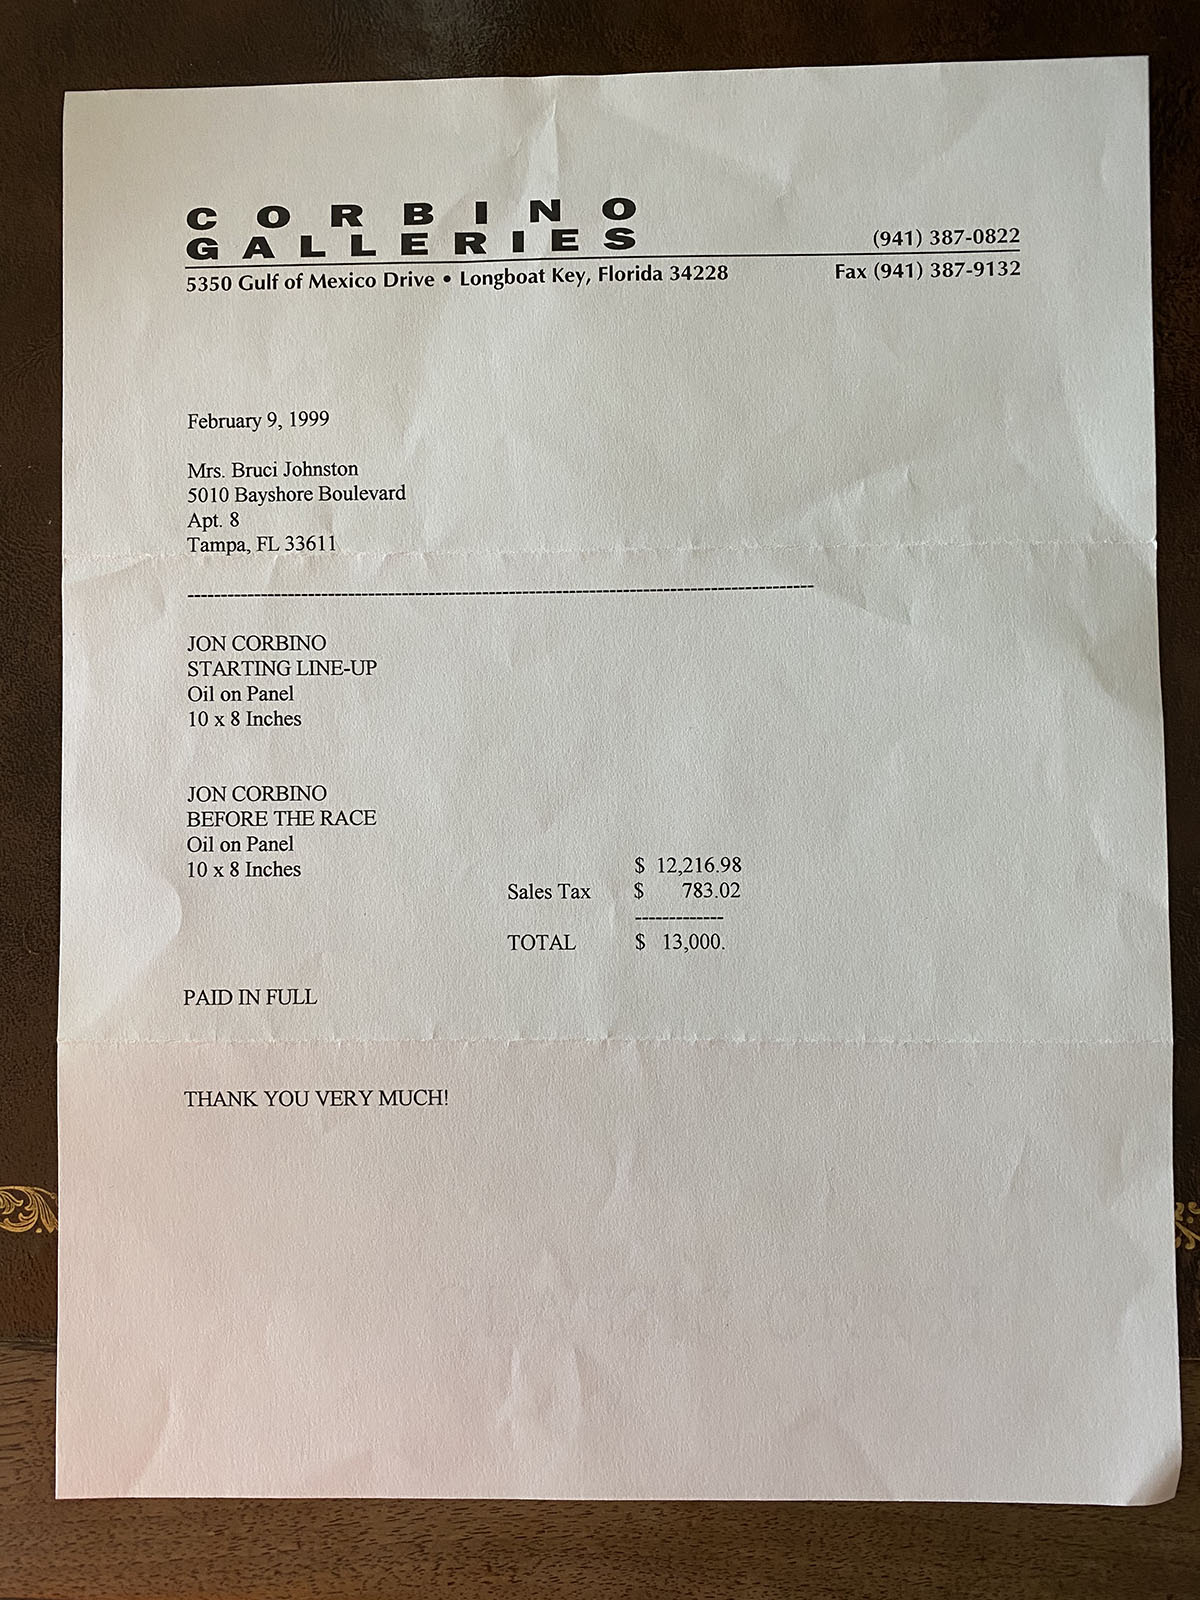 CORBINO
GALLERIES
(941) 387-0822
5350 Gulf of Mexico Drive • Longboat Key, Florida 34228
Fax (941) 387-9132
February 9, 1999
Mrs. Bruci Johnston
5010 Bayshore Boulevard
Apt. 8
Tampa, FL 33611
JON CORBINO
STARTING LINE-UP
Oil on Panel
10 x 8 Inches
JON CORBINO
BEFORE THE RACE
Oil on Panel
10 x 8 Inches
$ 12,216.98
Sales Tax $ 783.02
TOTAL $ 13,000.
PAID IN FULL
THANK YOU VERY MUCH!